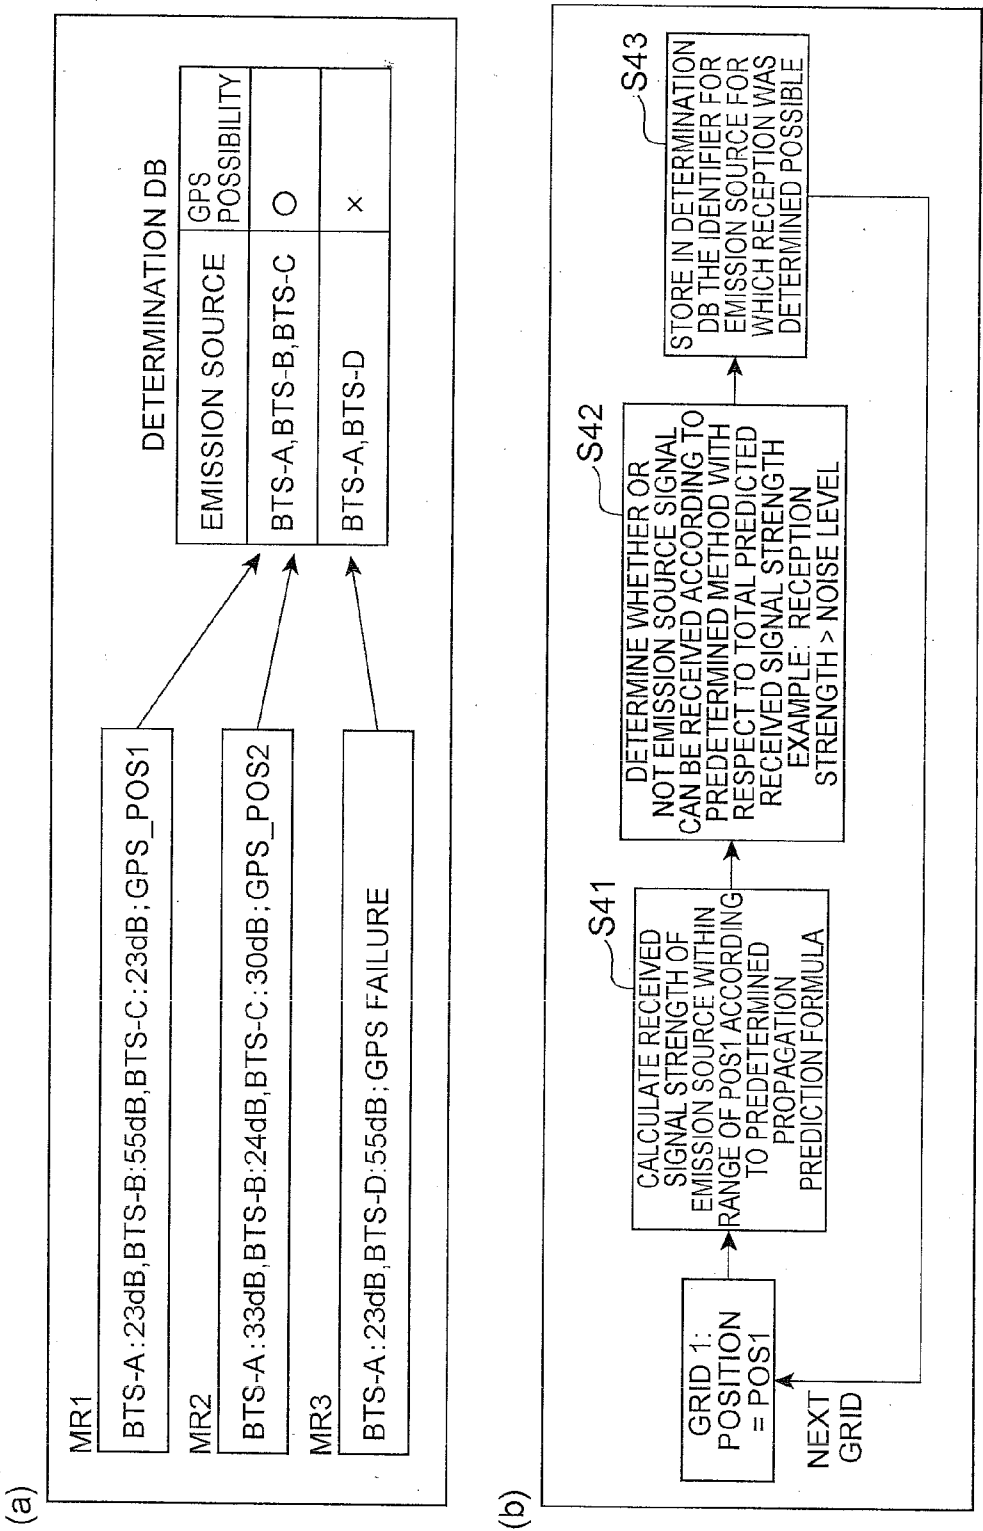 (a)
MR1
BTS-A:23dB,BTS-B:55dB,BTS-C:23dB;GPS_POS1
MR2
BTS-A:33dB,BTS-B:24dB,BTS-C:30dB;GPS_POS2
MR3
BTS-A:23dB,BTS-D:55dB;GPS FAILURE
DETERMINATION DB
EMISSION SOURCE
GPS
POSSIBILITY
BTS-A,BTS-B,BTS-C
○
BTS-A,BTS-D
×
(b)
GRID 1:
POSITION
= POS1
NEXT
GRID
S41
CALCULATE RECEIVED
SIGNAL STRENGTH OF
EMISSION SOURCE WITHIN
RANGE OF POS1 ACCORDING
TO PREDETERMINED
PROPAGATION
PREDICTION FORMULA
S42
DETERMINE WHETHER OR
NOT EMISSION SOURCE SIGNAL
CAN BE RECEIVED ACCORDING TO
PREDETERMINED METHOD WITH
RESPECT TO TOTAL PREDICTED
RECEIVED SIGNAL STRENGTH
EXAMPLE: RECEPTION
STRENGTH > NOISE LEVEL
S43
STORE IN DETERMINATION
DB THE IDENTIFIER FOR
EMISSION SOURCE FOR
WHICH RECEPTION WAS
DETERMINED POSSIBLE